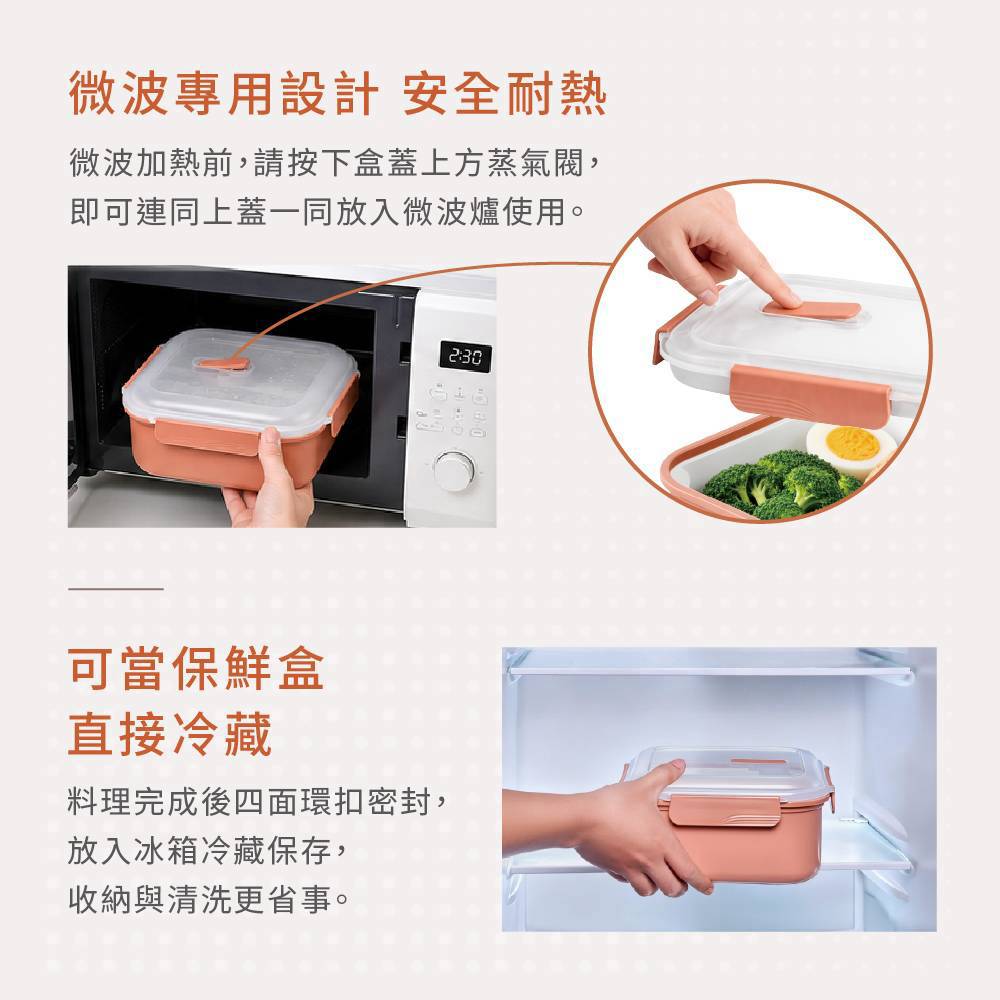 微波專用設計 安全耐熱
微波加熱前,請按下盒蓋上方蒸氣閥,
即可連同上蓋一同放入微波爐使用。
2:30
可當保鮮盒
直接冷藏
料理完成後四面環扣密封,
放入冰箱冷藏保存,
收納與清洗更省事。